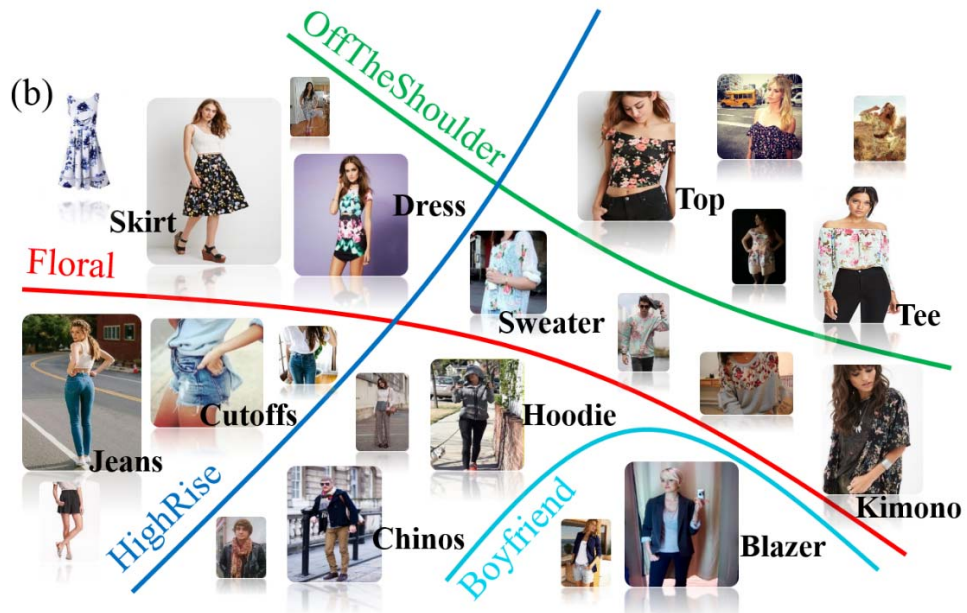 (b)
OffTheShoulder
Skirt
Dress
Top
Floral
Sweater
Tee
Cutoffs
Hoodie
Jeans
HighRise
Chinos
Boyfriend
Blazer
Kimono